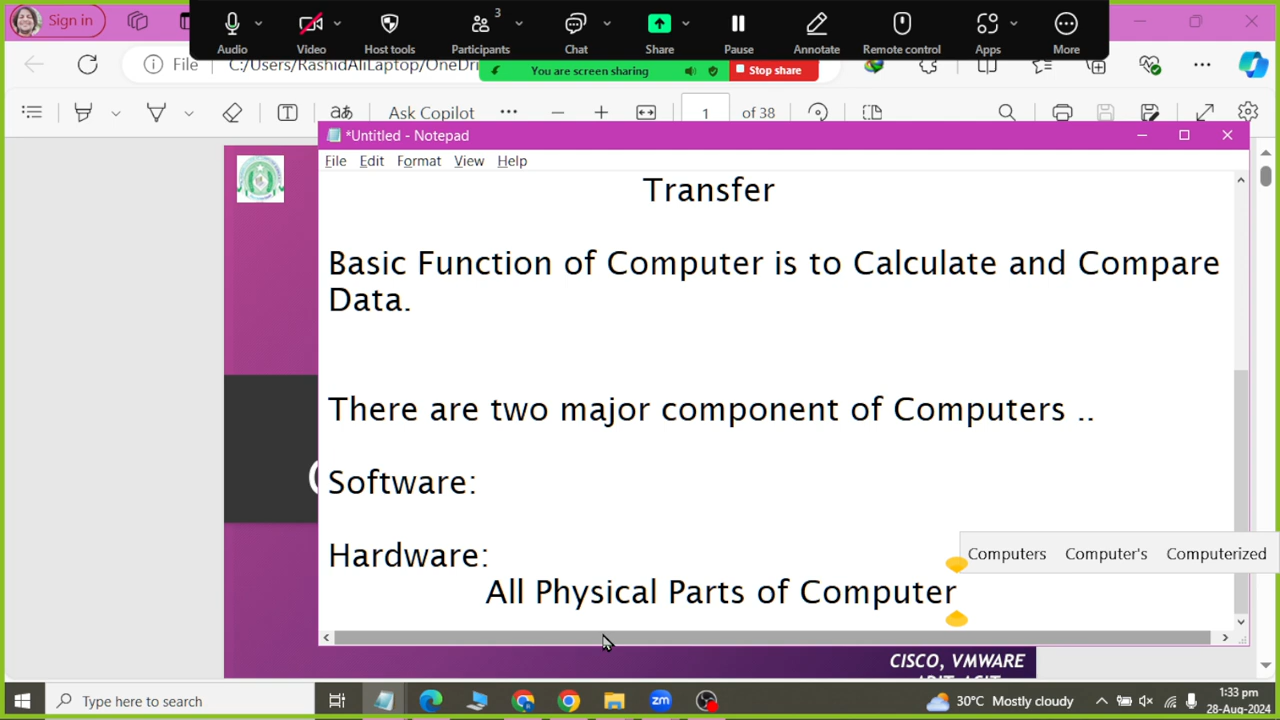 Sign in
Audio
Video
Host tools
3
Participants
Chat
Share
Pause
Annotate
Remote control
Apps
More
File
C:/Users/RashidAliLaptop/OneDri
You are screen sharing
Stop share
aあ
Ask Copilot
1
of 38
*Untitled - Notepad
File Edit Format View Help
Transfer
Basic Function of Computer is to Calculate and Compare
Data.
There are two major component of Computers ..
Software:
Hardware:
Computers Computer's Computerized
All Physical Parts of Computer
CISCO, VMWARE
Type here to search
zm
30°C Mostly cloudy
1:33 pm
28-Aug-2024